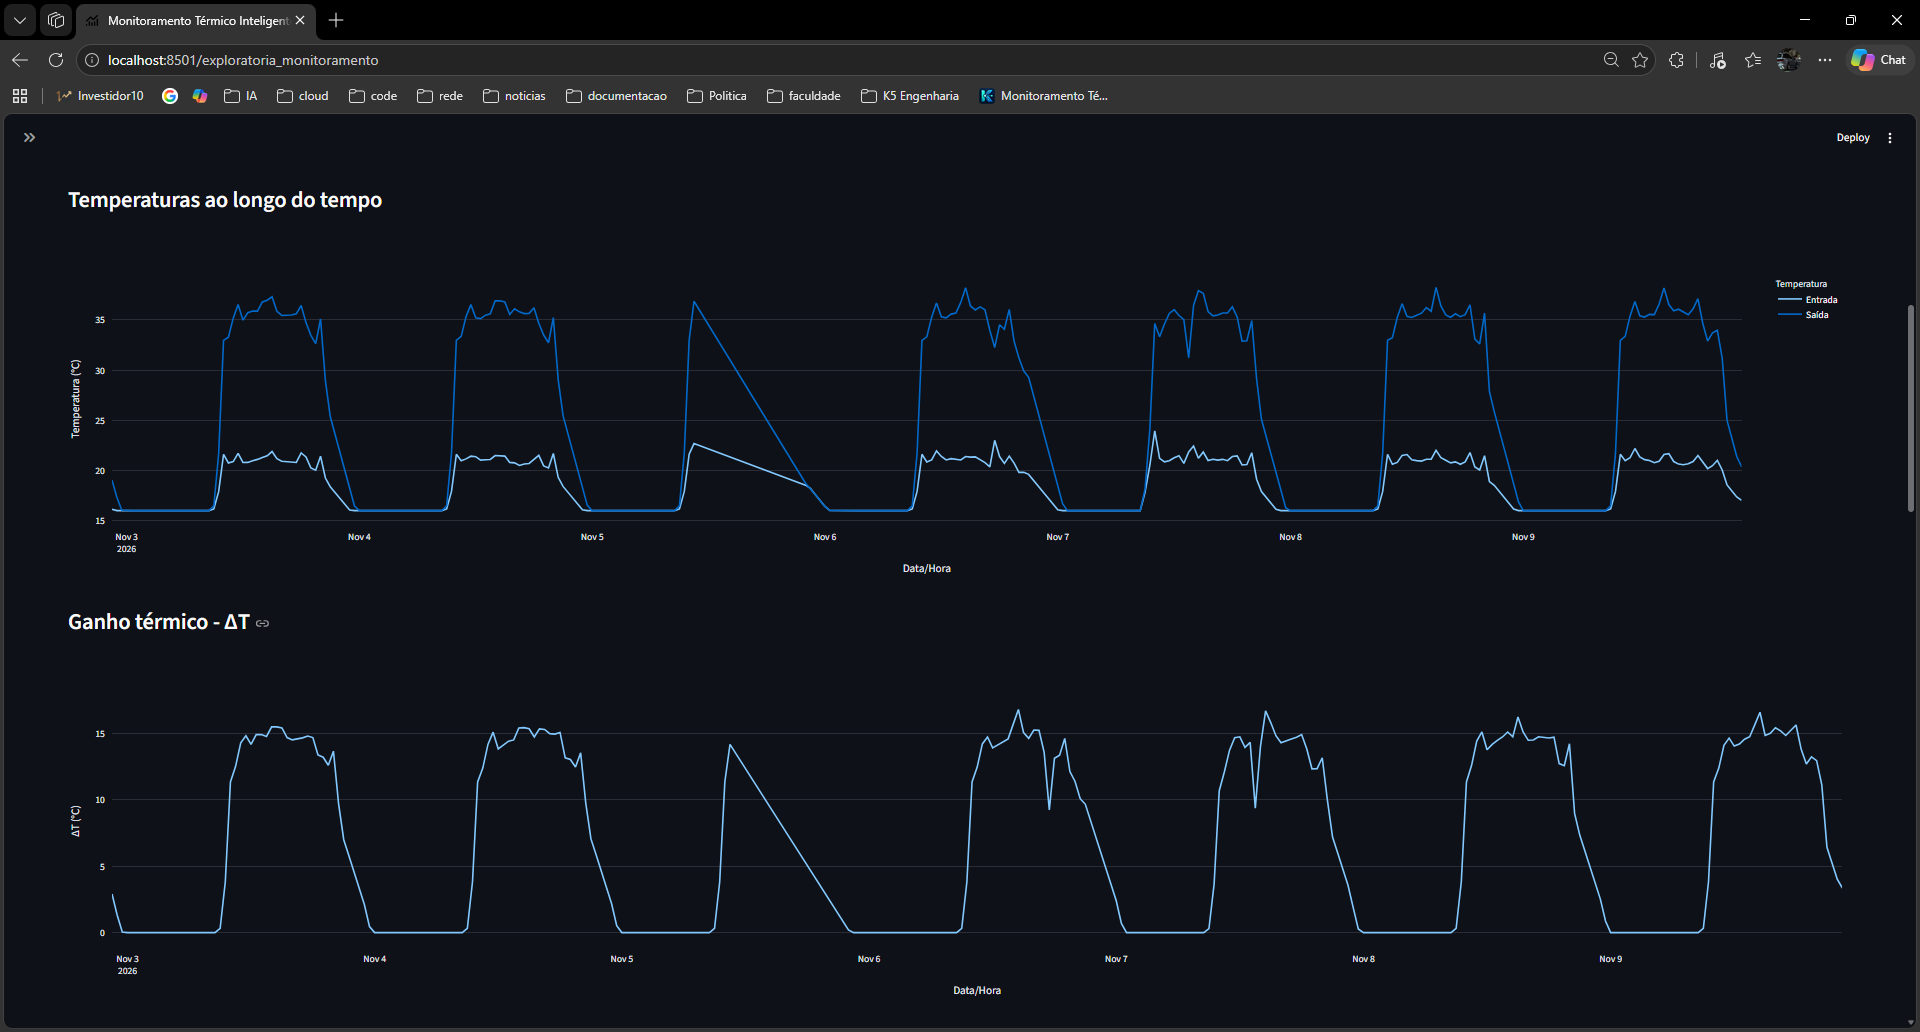 Monitoramento Térmico Inteligent
localhost:8501/exploratoria_monitoramento
Chat
Investidor10
IA
cloud
code
rede
noticias
documentacao
Politica
faculdade
K5 Engenharia
Monitoramento Té...
Deploy
Temperaturas ao longo do tempo
Temperatura
Entrada
Saída
Temperatura (°C)
35
30
25
20
15
Nov 3
2026
Nov 4
Nov 5
Nov 6
Nov 7
Nov 8
Nov 9
Data/Hora
Ganho térmico - ΔT
ΔT (°C)
15
10
5
0
Nov 3
2026
Nov 4
Nov 5
Nov 6
Nov 7
Nov 8
Nov 9
Data/Hora